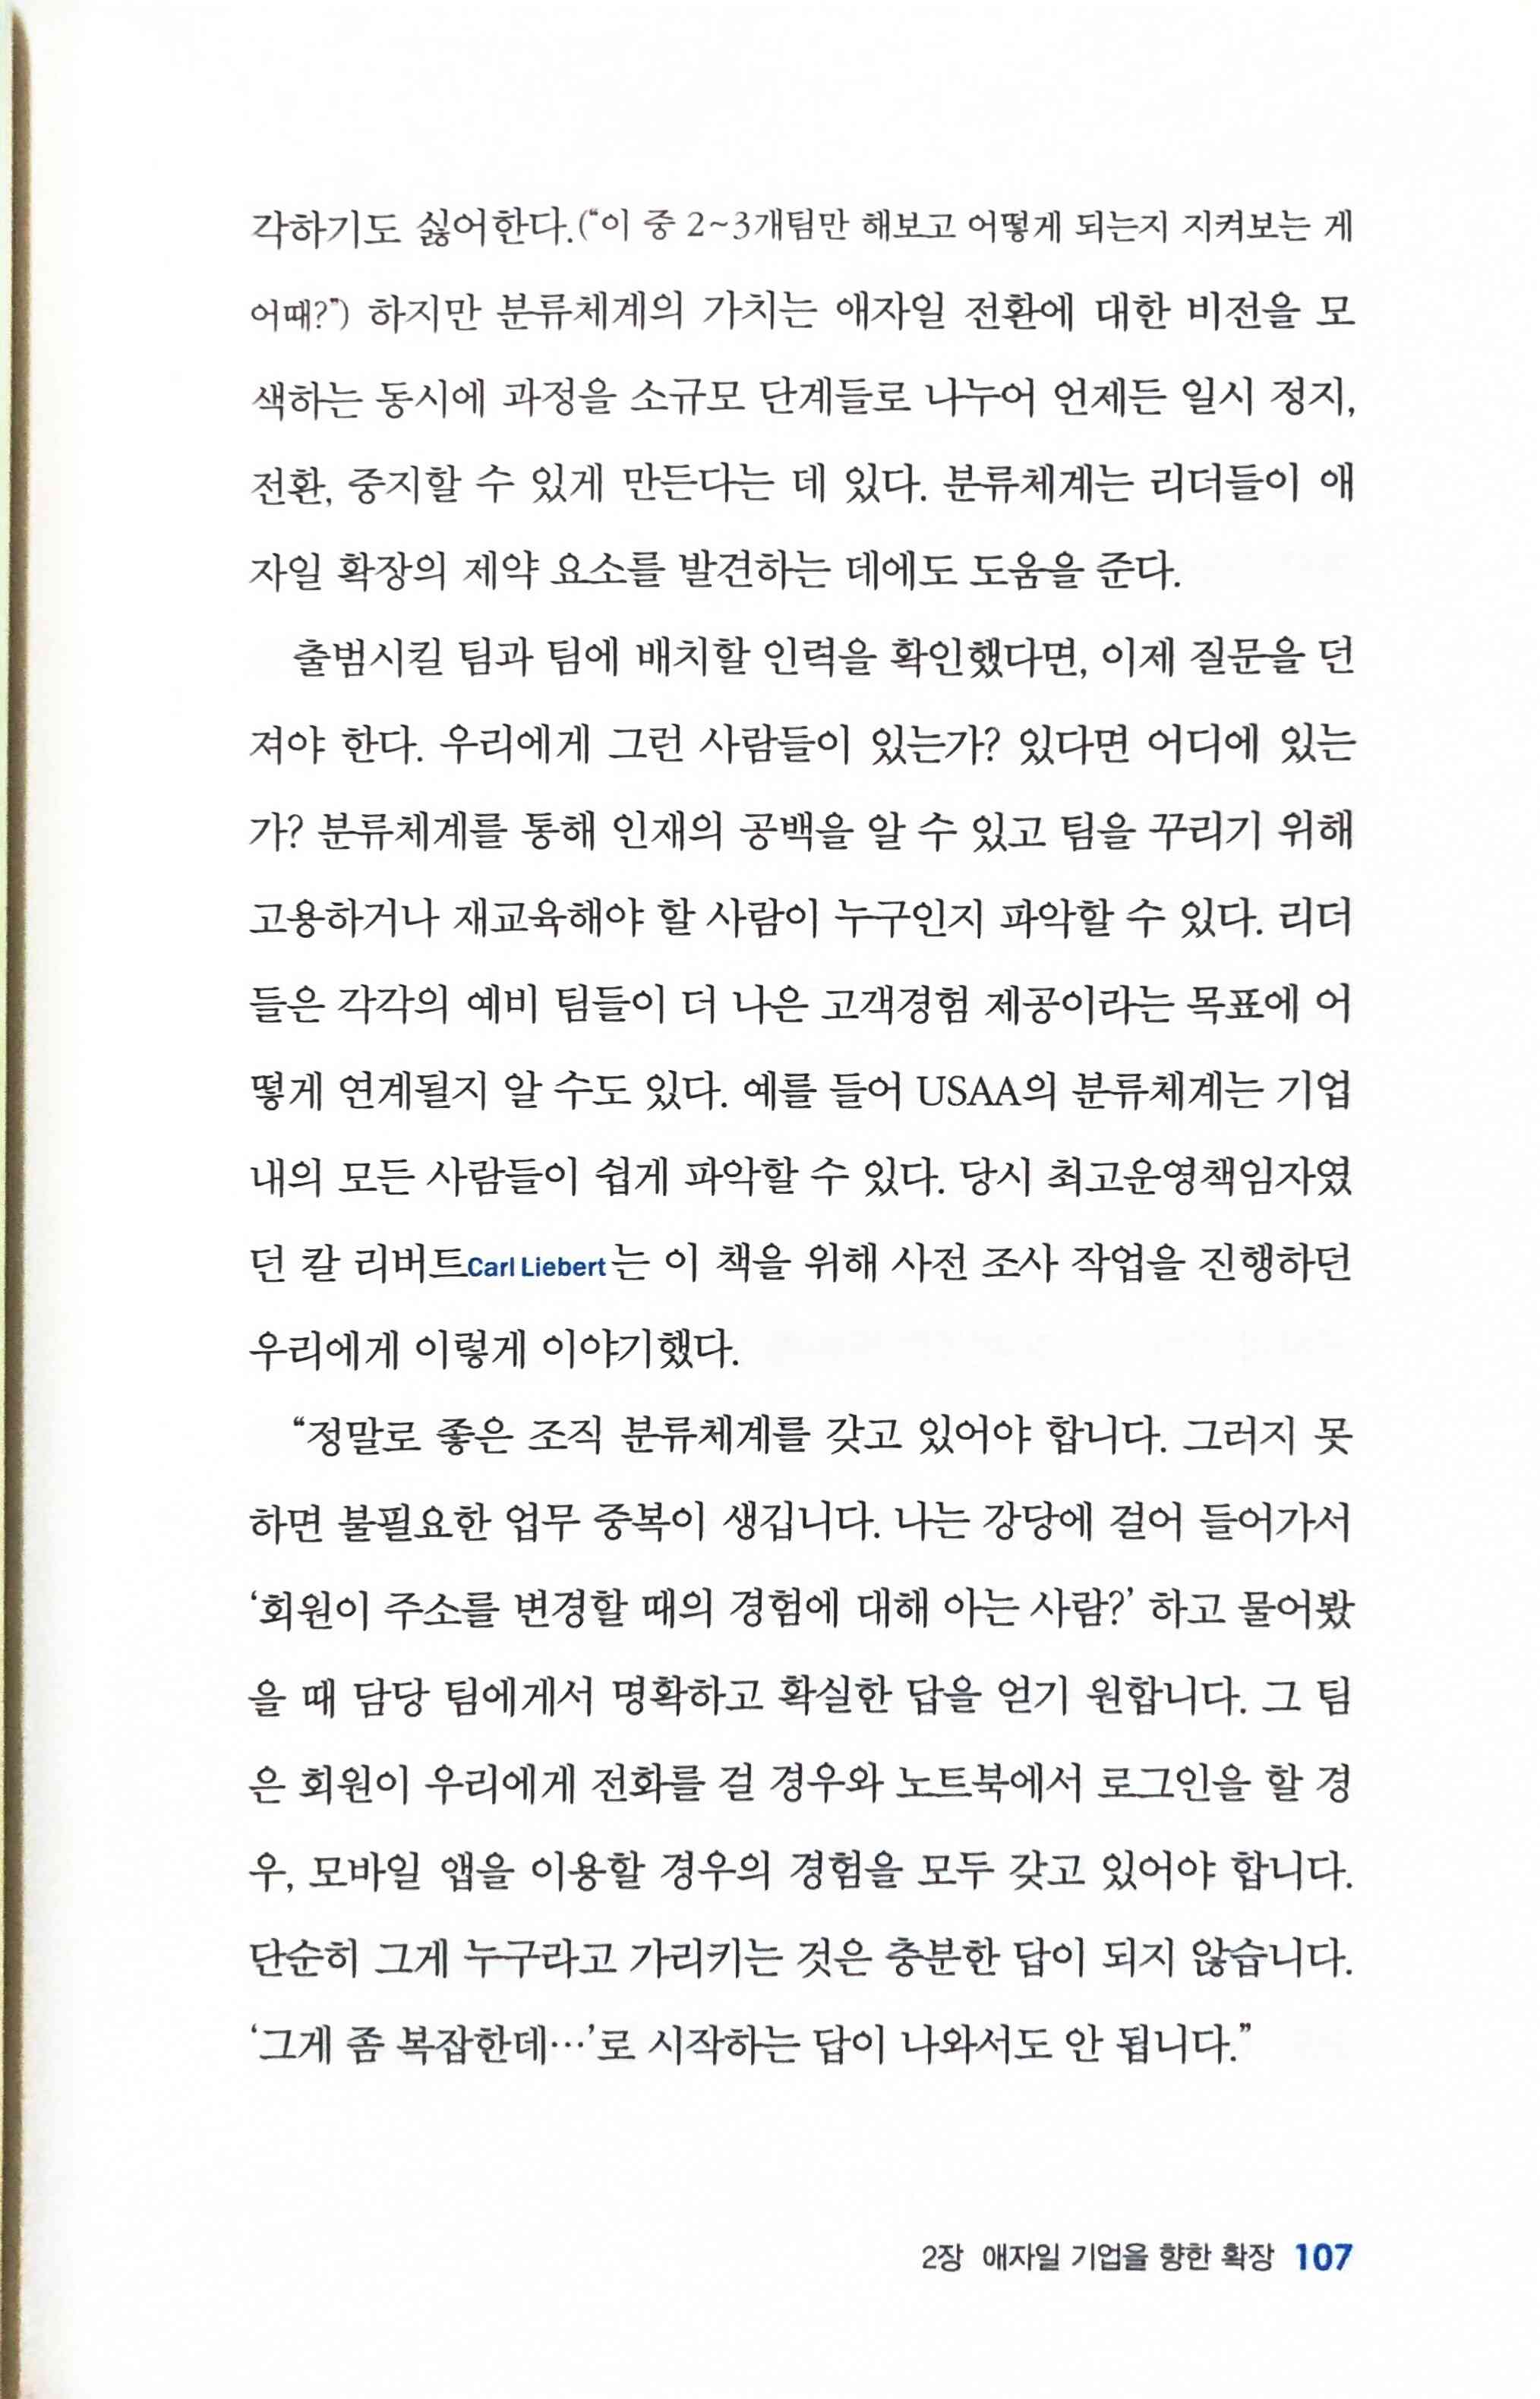 각하기도 싫어한다.(“이 중 2~3개팀만 해보고 어떻게 되는지 지켜보는 게
어때?”) 하지만 분류체계의 가치는 애자일 전환에 대한 비전을 모
색하는 동시에 과정을 소규모 단계들로 나누어 언제든 일시 정지,
전환, 중지할 수 있게 만든다는 데 있다. 분류체계는 리더들이 애
자일 확장의 제약 요소를 발견하는 데에도 도움을 준다.
출범시킬 팀과 팀에 배치할 인력을 확인했다면, 이제 질문을 던
져야 한다. 우리에게 그런 사람들이 있는가? 있다면 어디에 있는
가? 분류체계를 통해 인재의 공백을 알 수 있고 팀을 꾸리기 위해
고용하거나 재교육해야 할 사람이 누구인지 파악할 수 있다. 리더
들은 각각의 예비 팀들이 더 나은 고객경험 제공이라는 목표에 어
떻게 연계될지 알 수도 있다. 예를 들어 USAA의 분류체계는 기업
내의 모든 사람들이 쉽게 파악할 수 있다. 당시 최고운영책임자였
던 칼 리버트Carl Liebert는 이 책을 위해 사전 조사 작업을 진행하던
우리에게 이렇게 이야기했다.
“정말로 좋은 조직 분류체계를 갖고 있어야 합니다. 그러지 못
하면 불필요한 업무 중복이 생깁니다. 나는 강당에 걸어 들어가서
‘회원이 주소를 변경할 때의 경험에 대해 아는 사람?’ 하고 물어봤
을 때 담당 팀에게서 명확하고 확실한 답을 얻기 원합니다. 그 팀
은 회원이 우리에게 전화를 걸 경우와 노트북에서 로그인을 할 경
우, 모바일 앱을 이용할 경우의 경험을 모두 갖고 있어야 합니다.
단순히 그게 누구라고 가리키는 것은 충분한 답이 되지 않습니다.
‘그게 좀 복잡한데…’로 시작하는 답이 나와서도 안 됩니다.”
2장 애자일 기업을 향한 확장 107